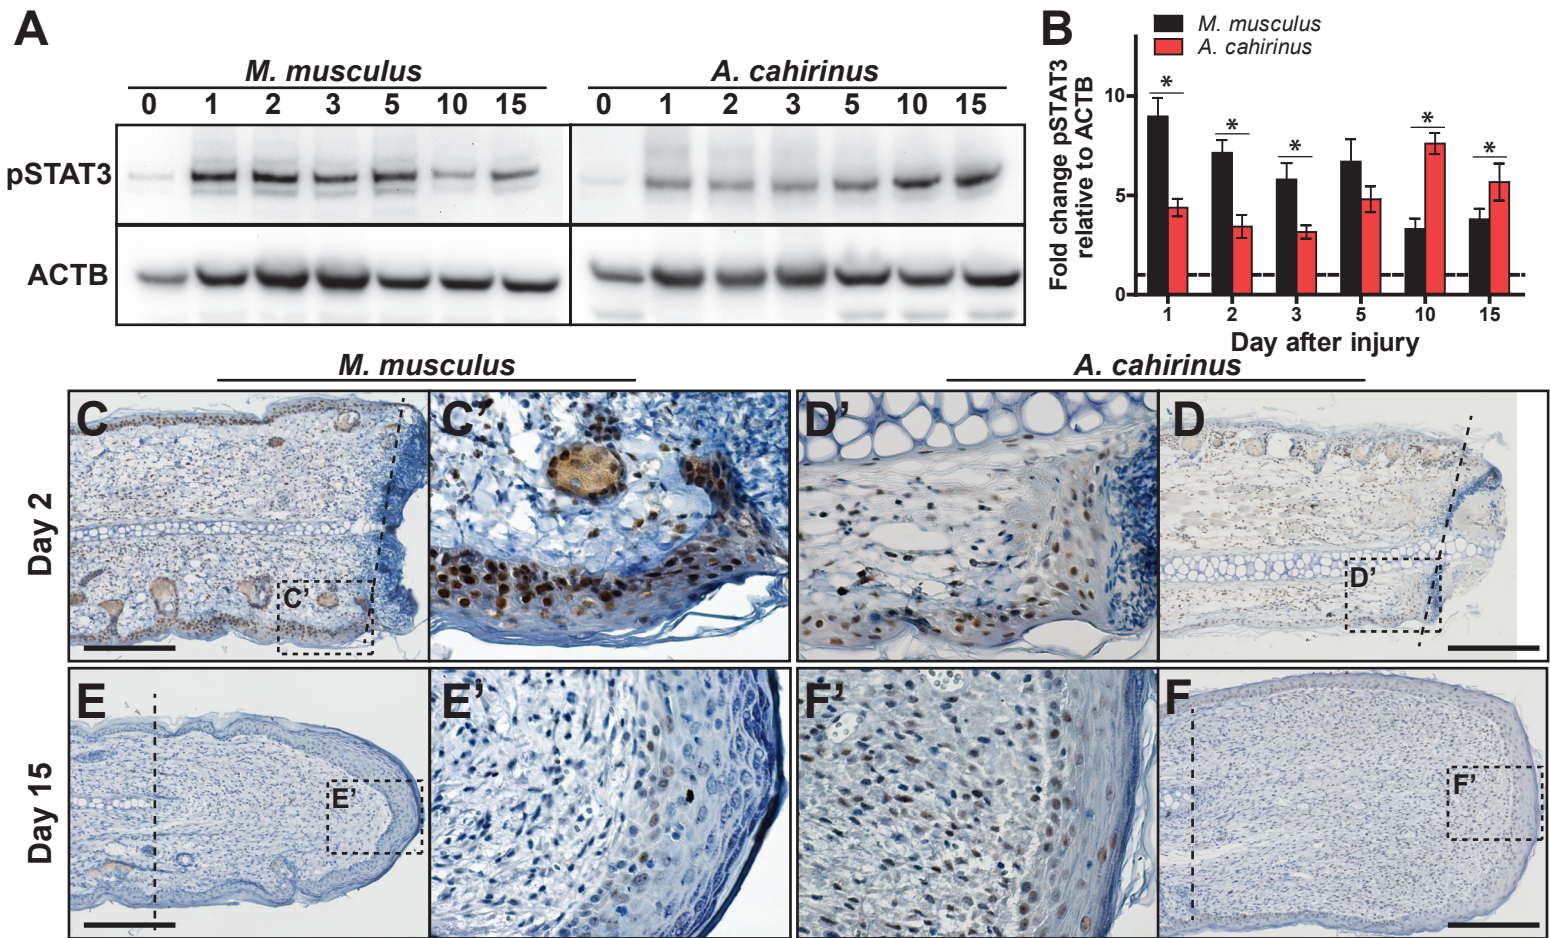 A
M. musculus
A. cahirinus
0 1 2 3 5 10 15
0 1 2 3 5 10 15
pSTAT3
ACTB
B
M. musculus
A. cahirinus
Fold change pSTAT3
relative to ACTB
10
5
0
* * * * *
1 2 3 5 10 15
Day after injury
M. musculus
A. cahirinus
Day 2
C
C'
C'
D'
D
D'
Day 15
E
E'
E'
F'
F
F'